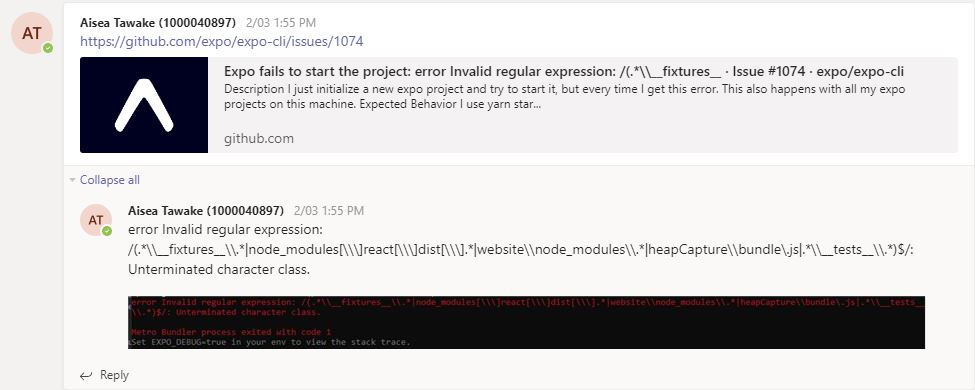 AT
Aisea Tawake (1000040897) 2/03 1:55 PM
https://github.com/expo/expo-cli/issues/1074
Expo fails to start the project: error Invalid regular expression: /(.*\\__fixtures__ · Issue #1074 · expo/expo-cli
Description I just initialize a new expo project and try to start it, but every time I get this error. This also happens with all my expo
projects on this machine. Expected Behavior I use yarn star...
github.com
Collapse all
AT
Aisea Tawake (1000040897) 2/03 1:55 PM
error Invalid regular expression:
/(.*\\__fixtures__\\.*|node_modules[\\\]react[\\\]dist[\\\].*|website\\node_modules\\.*|heapCapture\\bundle\.js|.*\\__tests__\\.*)$/:
Unterminated character class.
error Invalid regular expression: /(.*\\__fixtures__\\.*|node_modules[\\\]react[\\\]dist[\\\].*|website\\node_modules\\.*|heapCapture\\bundle\.js|.*\\__tests__
\\.*)$/: Unterminated character class.
Metro Bundler process exited with code 1
Set EXPO_DEBUG=true in your env to view the stack trace.
Reply